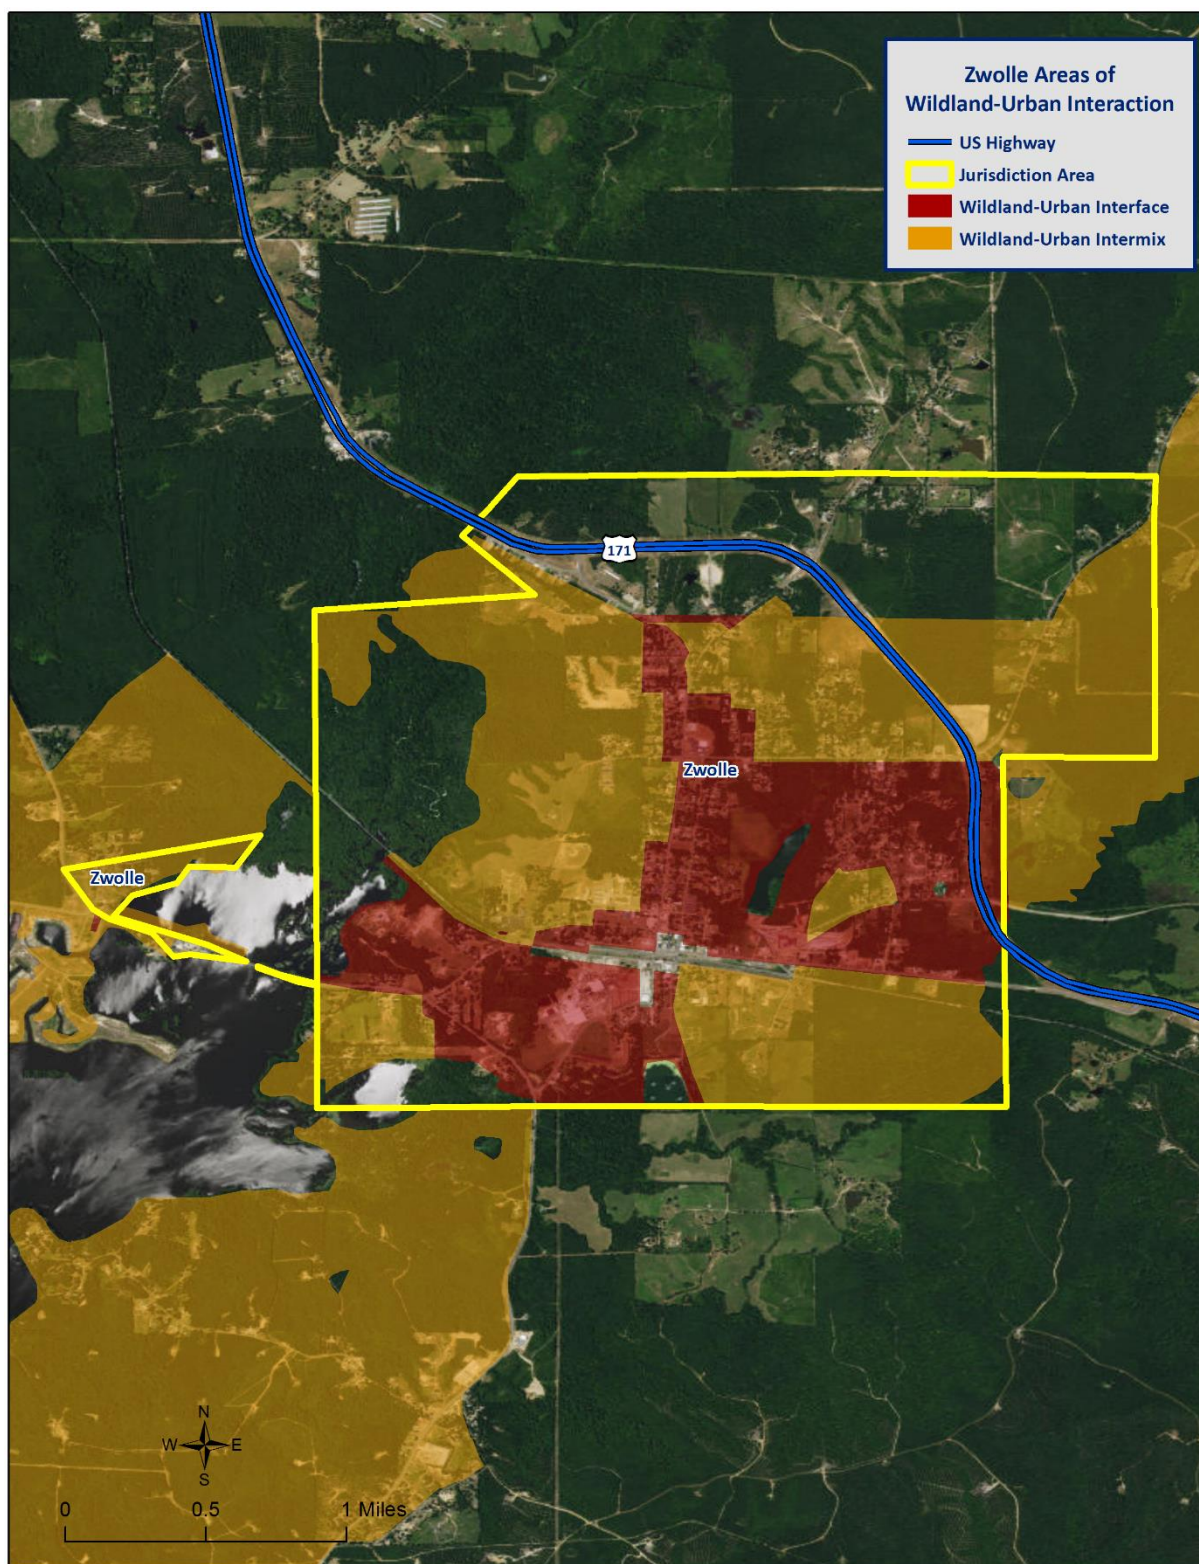 Zwolle Areas of
Wildland-Urban Interaction
US Highway
Jurisdiction Area
Wildland-Urban Interface
Wildland-Urban Intermix
171
Zwolle
Zwolle
N
W E
S
0 0.5 1 Miles